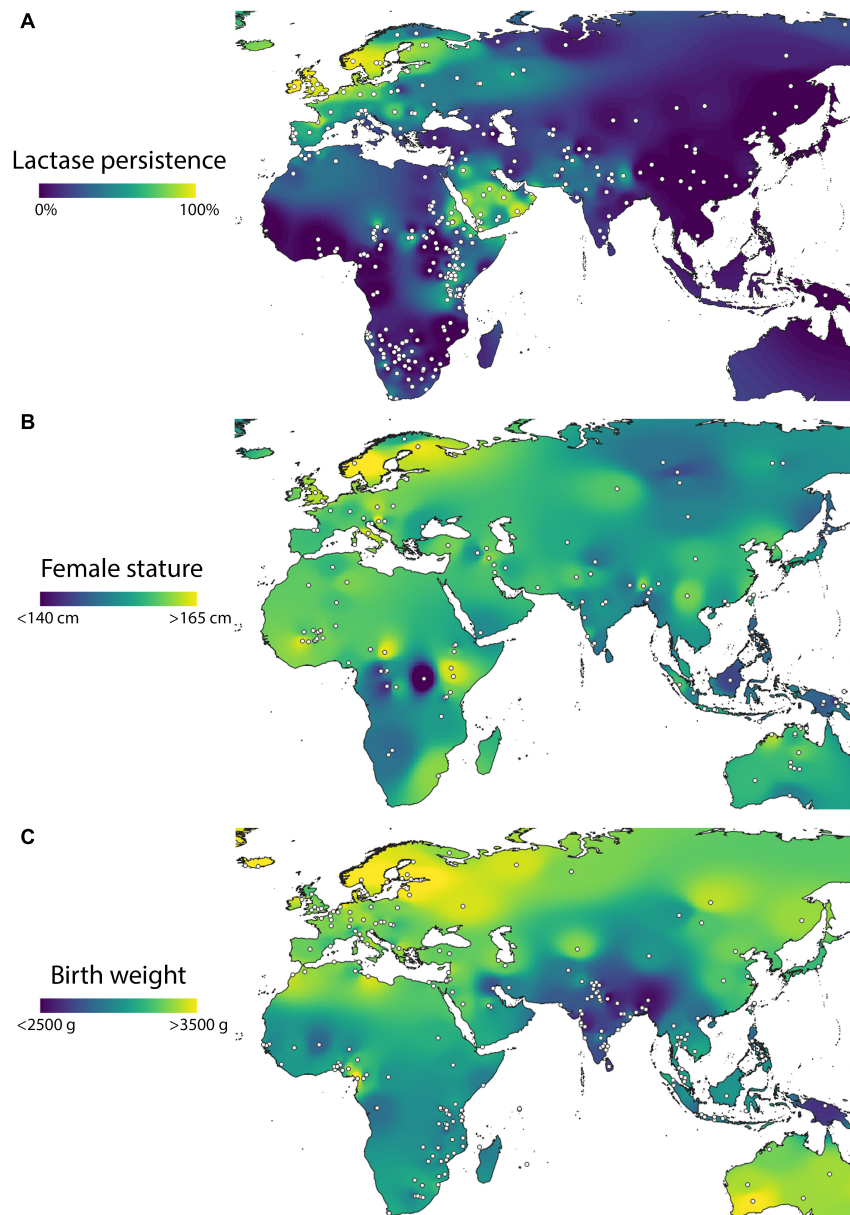 A
Lactase persistence
0% 100%
B
Female stature
<140 cm >165 cm
C
Birth weight
<2500 g >3500 g